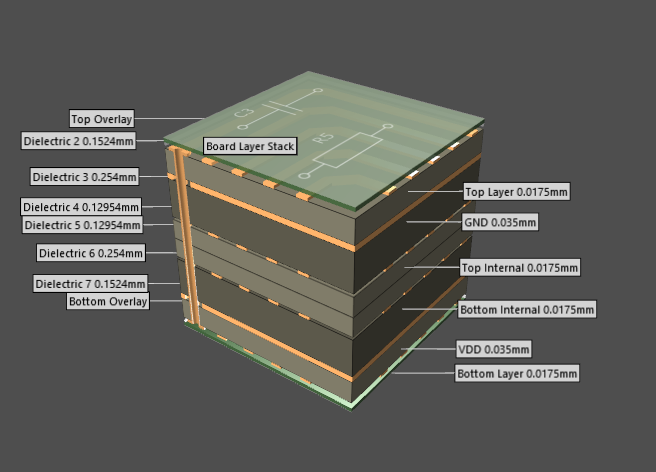 Top Overlay
Dielectric 2 0.1524mm
Board Layer Stack
C3
R5
Dielectric 3 0.254mm
Top Layer 0.0175mm
Dielectric 4 0.12954mm
GND 0.035mm
Dielectric 5 0.12954mm
Dielectric 6 0.254mm
Top Internal 0.0175mm
Dielectric 7 0.1524mm
Bottom Overlay
Bottom Internal 0.0175mm
VDD 0.035mm
Bottom Layer 0.0175mm